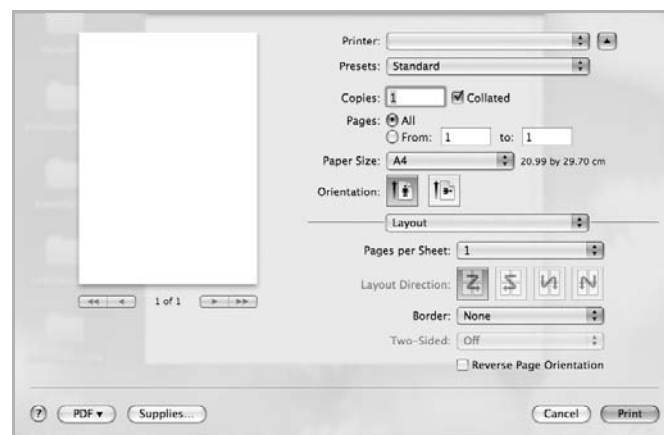 Printer:
Presets: Standard
Copies: 1 Collated
Pages: All
From: 1 to: 1
Paper Size: A4 20.99 by 29.70 cm
Orientation:
Layout
Pages per Sheet: 1
Layout Direction:
1 of 1
Border: None
Two-Sided: Off
Reverse Page Orientation
? PDF Supplies... Cancel Print